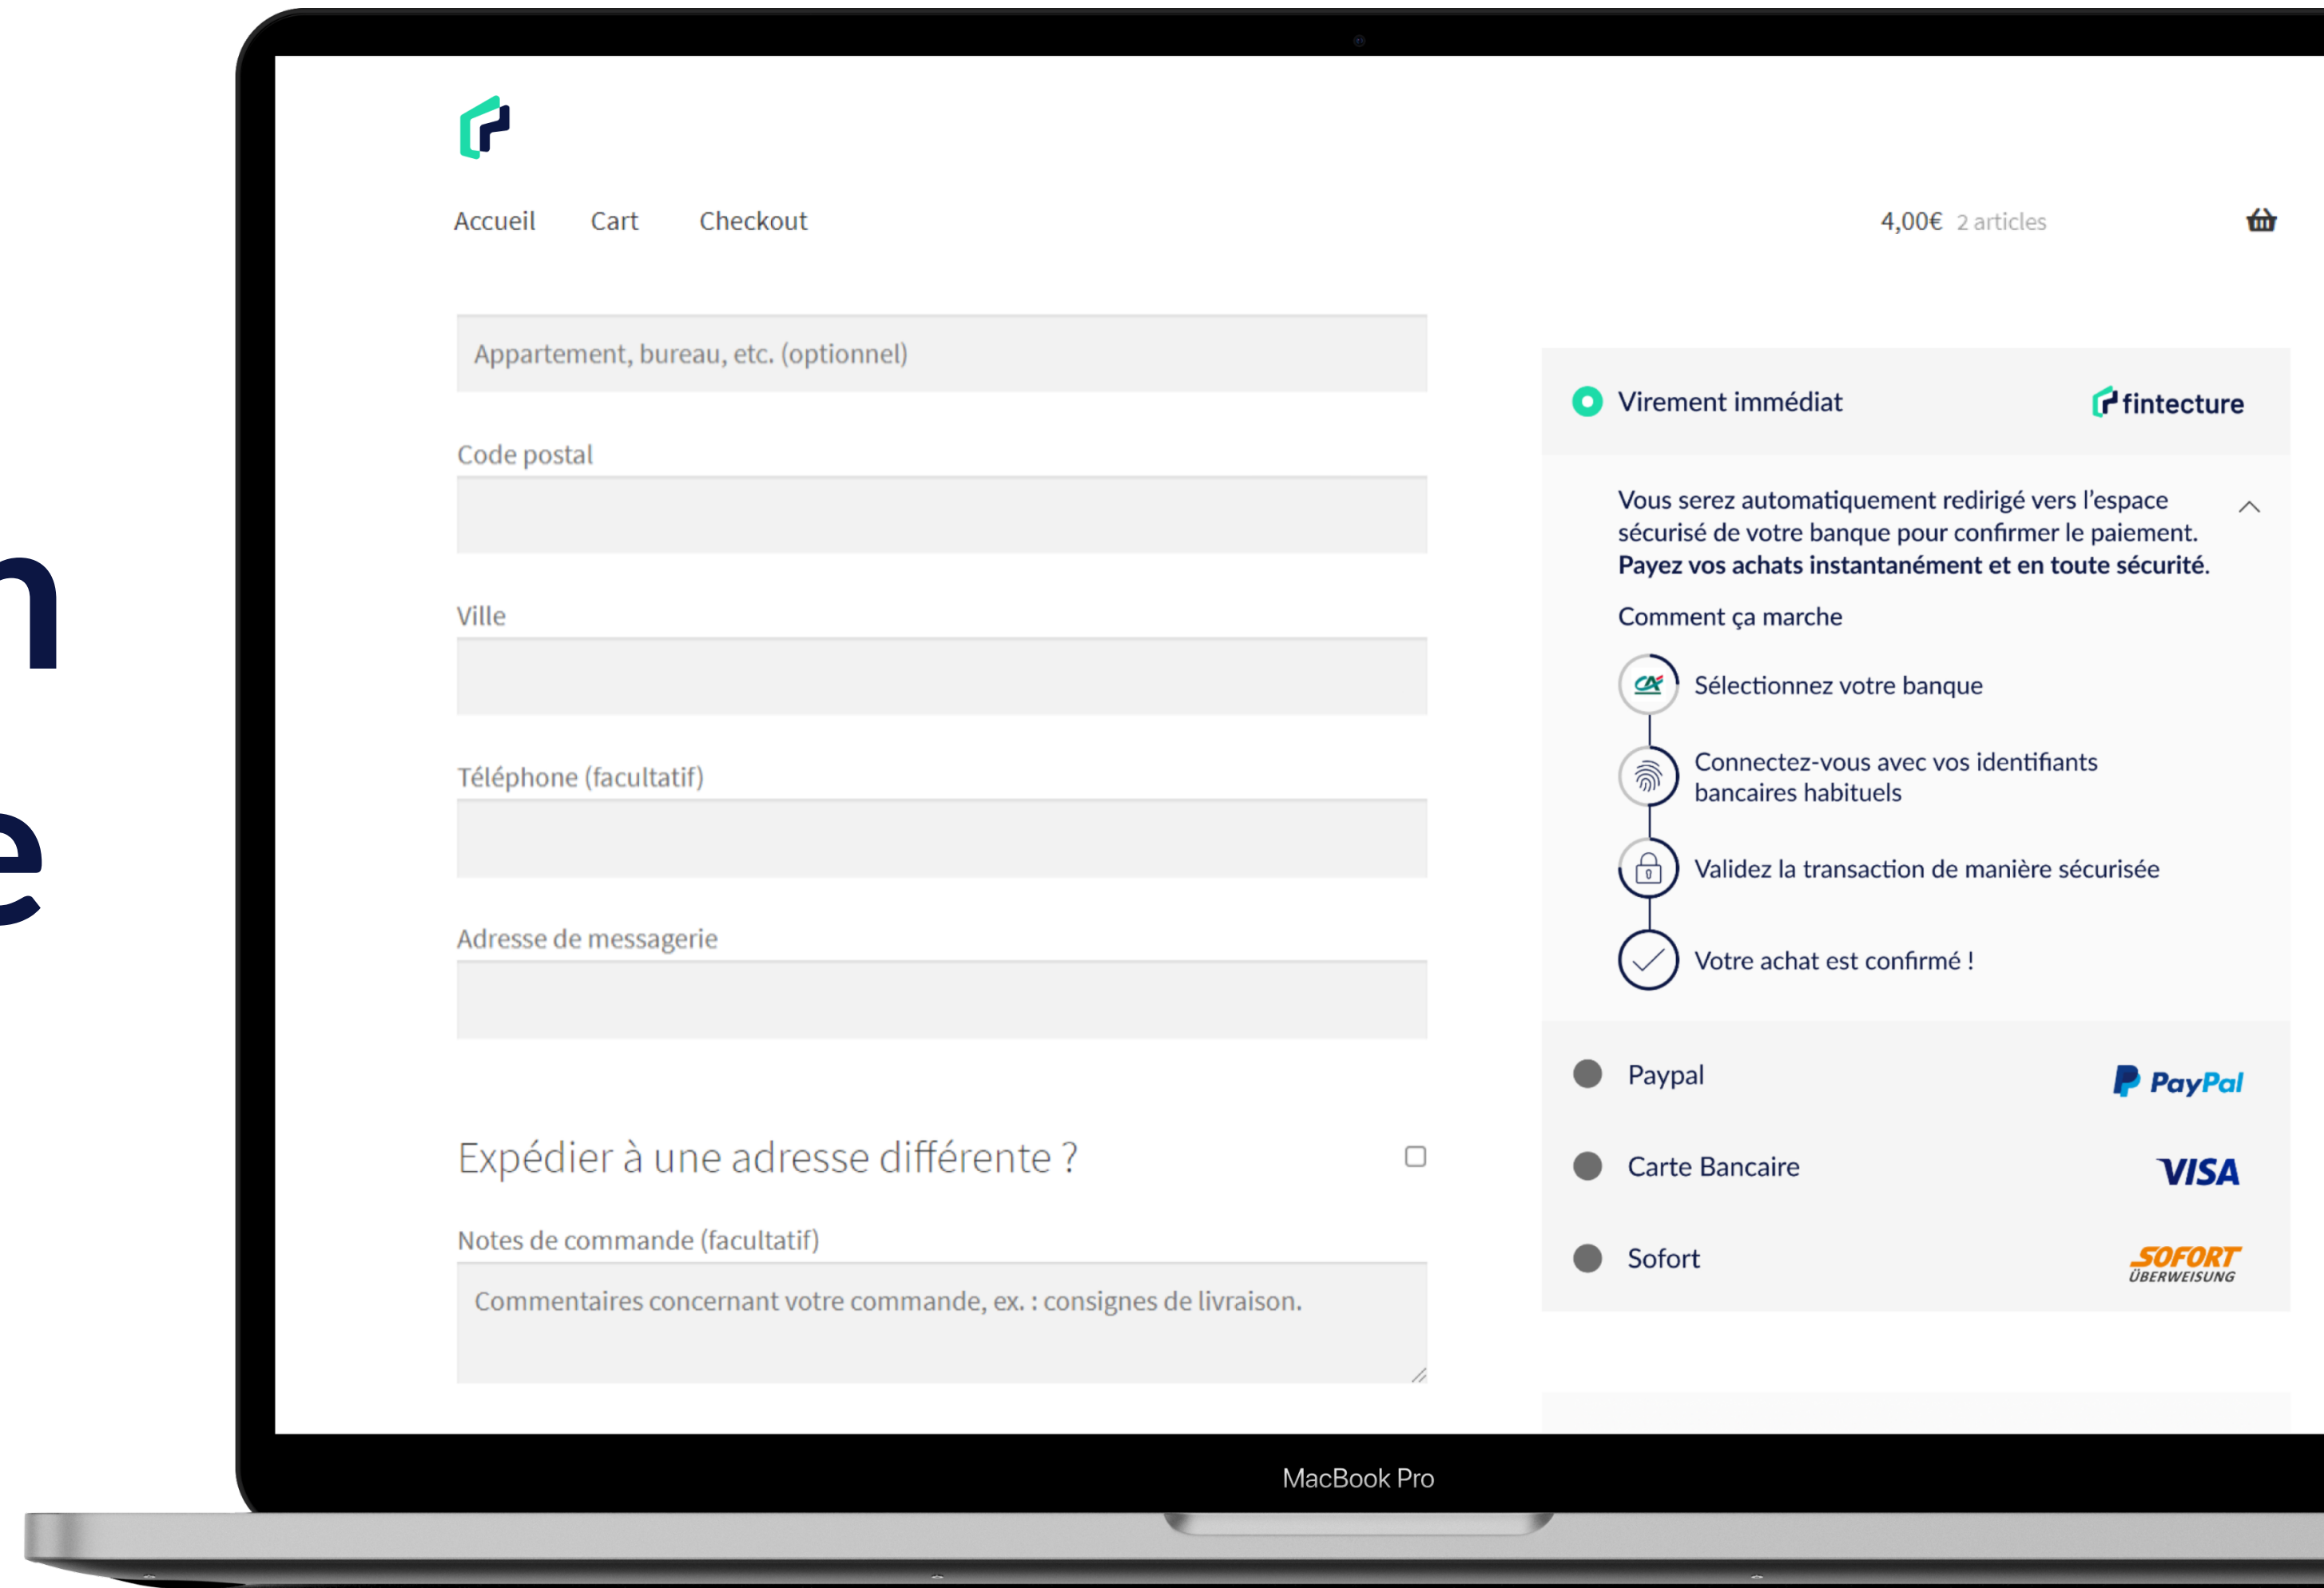 n
e
Accueil Cart Checkout
4,00€ 2 articles
Appartement, bureau, etc. (optionnel)
Code postal
Ville
Téléphone (facultatif)
Adresse de messagerie
Expédier à une adresse différente ?
Notes de commande (facultatif)
Commentaires concernant votre commande, ex. : consignes de livraison.
Virement immédiat
fintecture
Vous serez automatiquement redirigé vers l’espace
sécurisé de votre banque pour confirmer le paiement.
Payez vos achats instantanément et en toute sécurité.
Comment ça marche
CA
Sélectionnez votre banque
Connectez-vous avec vos identifiants
bancaires habituels
Validez la transaction de manière sécurisée
Votre achat est confirmé !
Paypal
PayPal
Carte Bancaire
VISA
Sofort
SOFORT
ÜBERWEISUNG
MacBook Pro